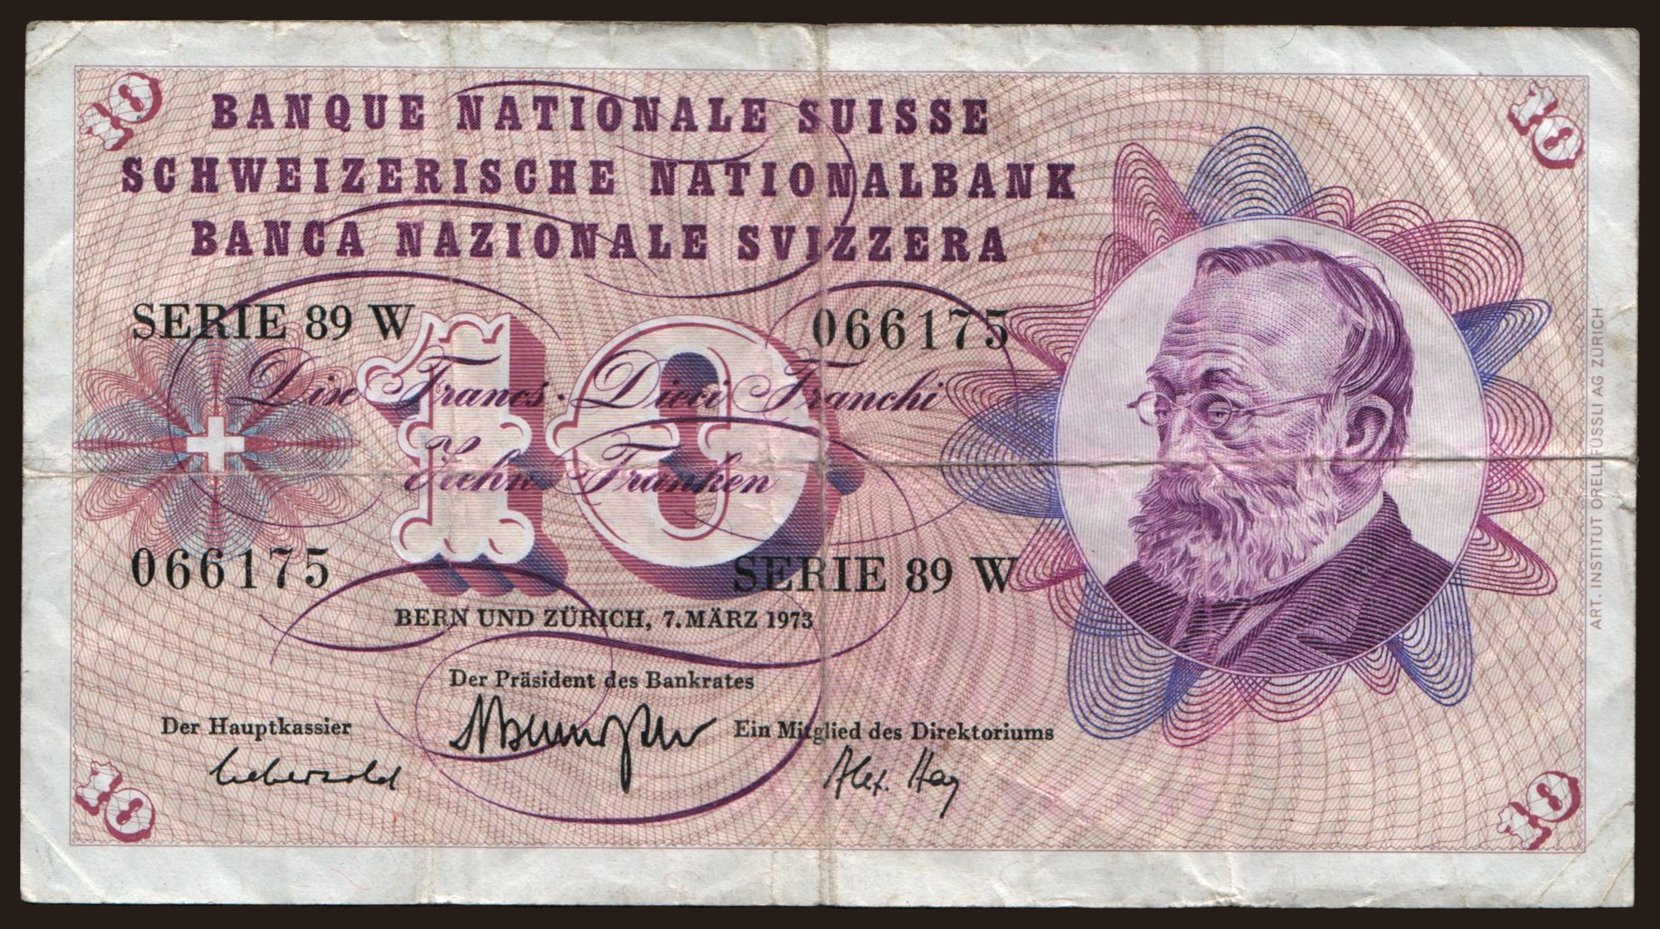 10
10
BANQUE NATIONALE SUISSE
SCHWEIZERISCHE NATIONALBANK
BANCA NAZIONALE SVIZZERA
SERIE 89 W
066175
10
Dix Francs · Dieci Franchi
Zehn Franken
066175
SERIE 89 W
BERN UND ZÜRICH, 7. MÄRZ 1973
Der Präsident des Bankrates
Der Hauptkassier
Ein Mitglied des Direktoriums
Alex. Hay
10
10
ART. INSTITUT ORELL FÜSSLI AG ZÜRICH